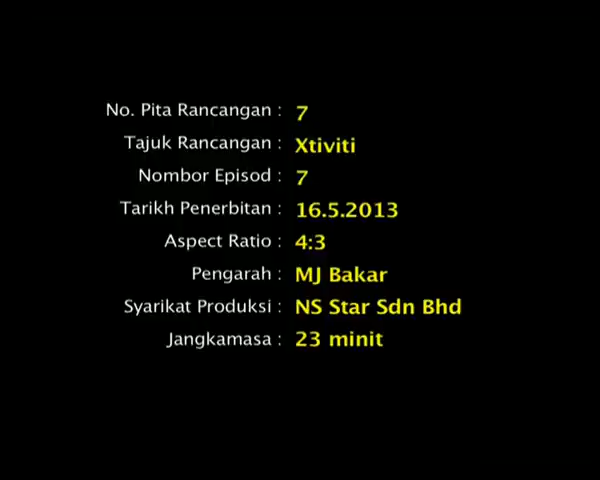 No. Pita Rancangan : 7
Tajuk Rancangan : Xtiviti
Nombor Episod : 7
Tarikh Penerbitan : 16.5.2013
Aspect Ratio : 4:3
Pengarah : MJ Bakar
Syarikat Produksi : NS Star Sdn Bhd
Jangkamasa : 23 minit